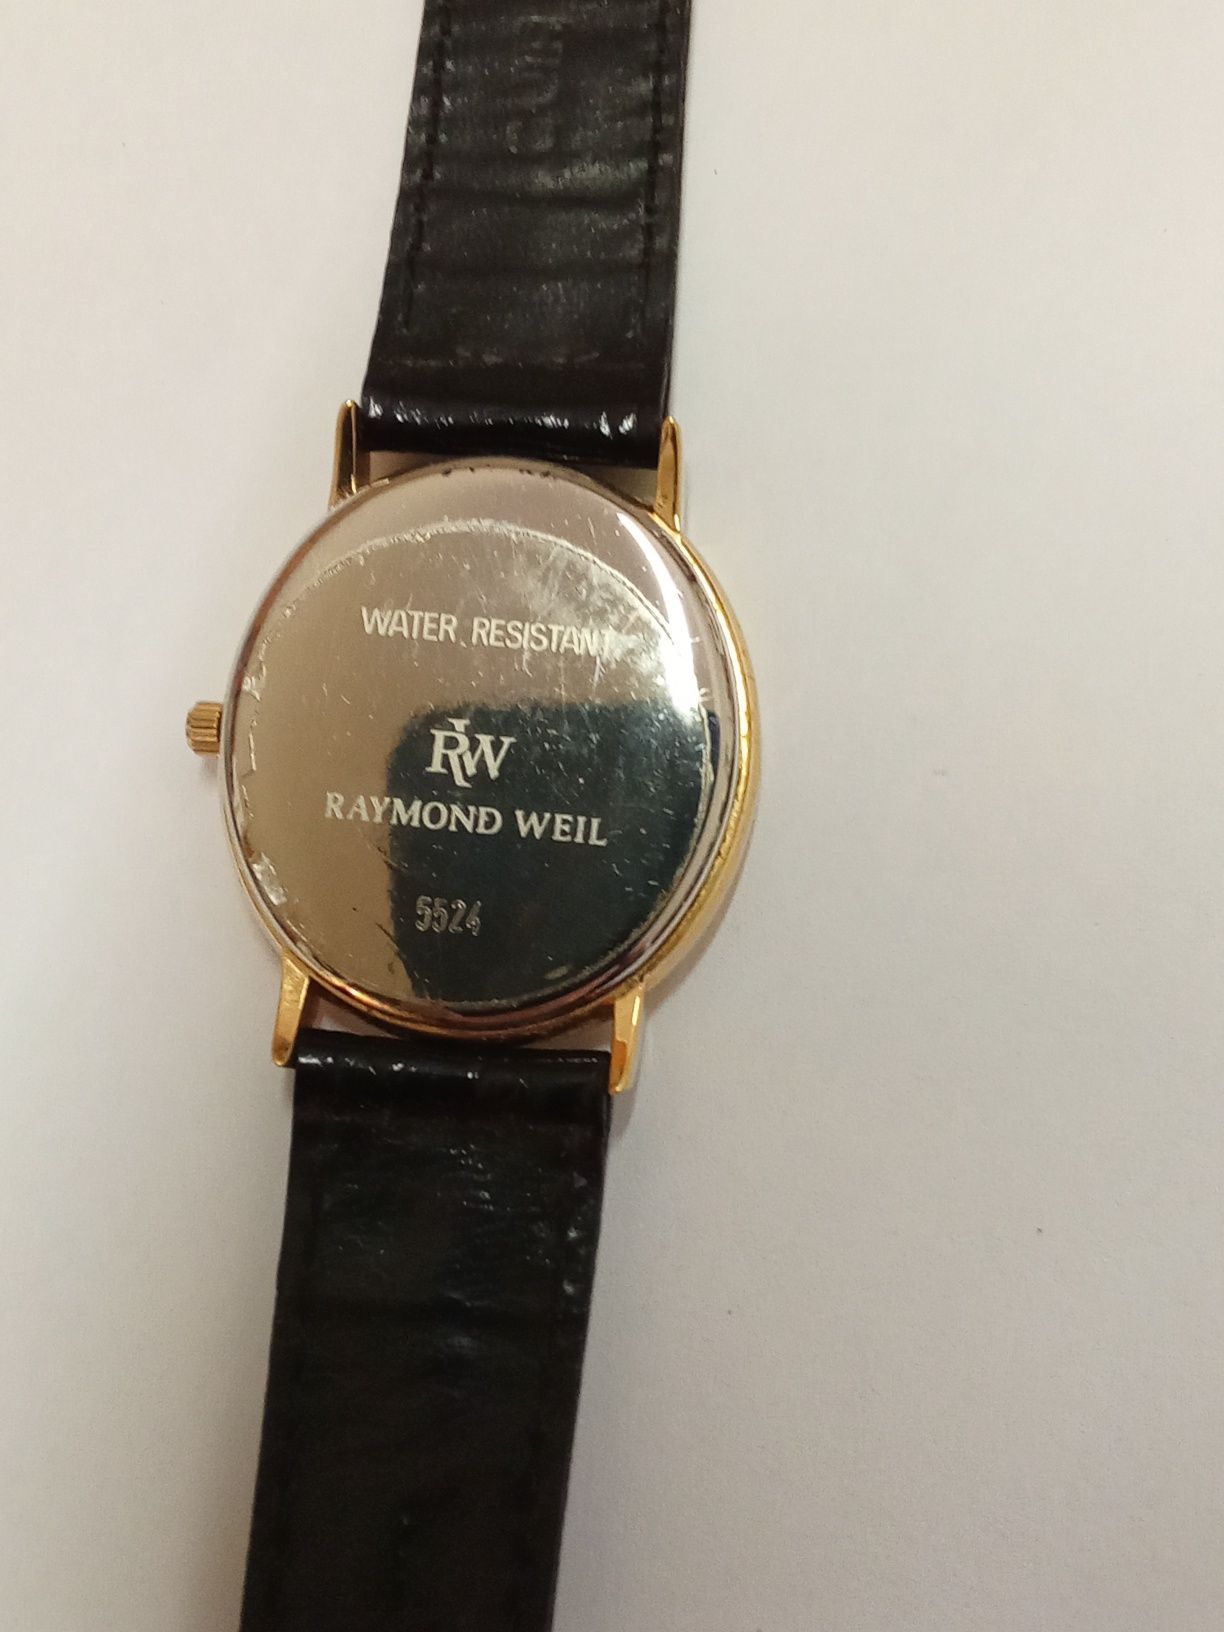 WATER RESISTANT
RW
RAYMOND WEIL
5524